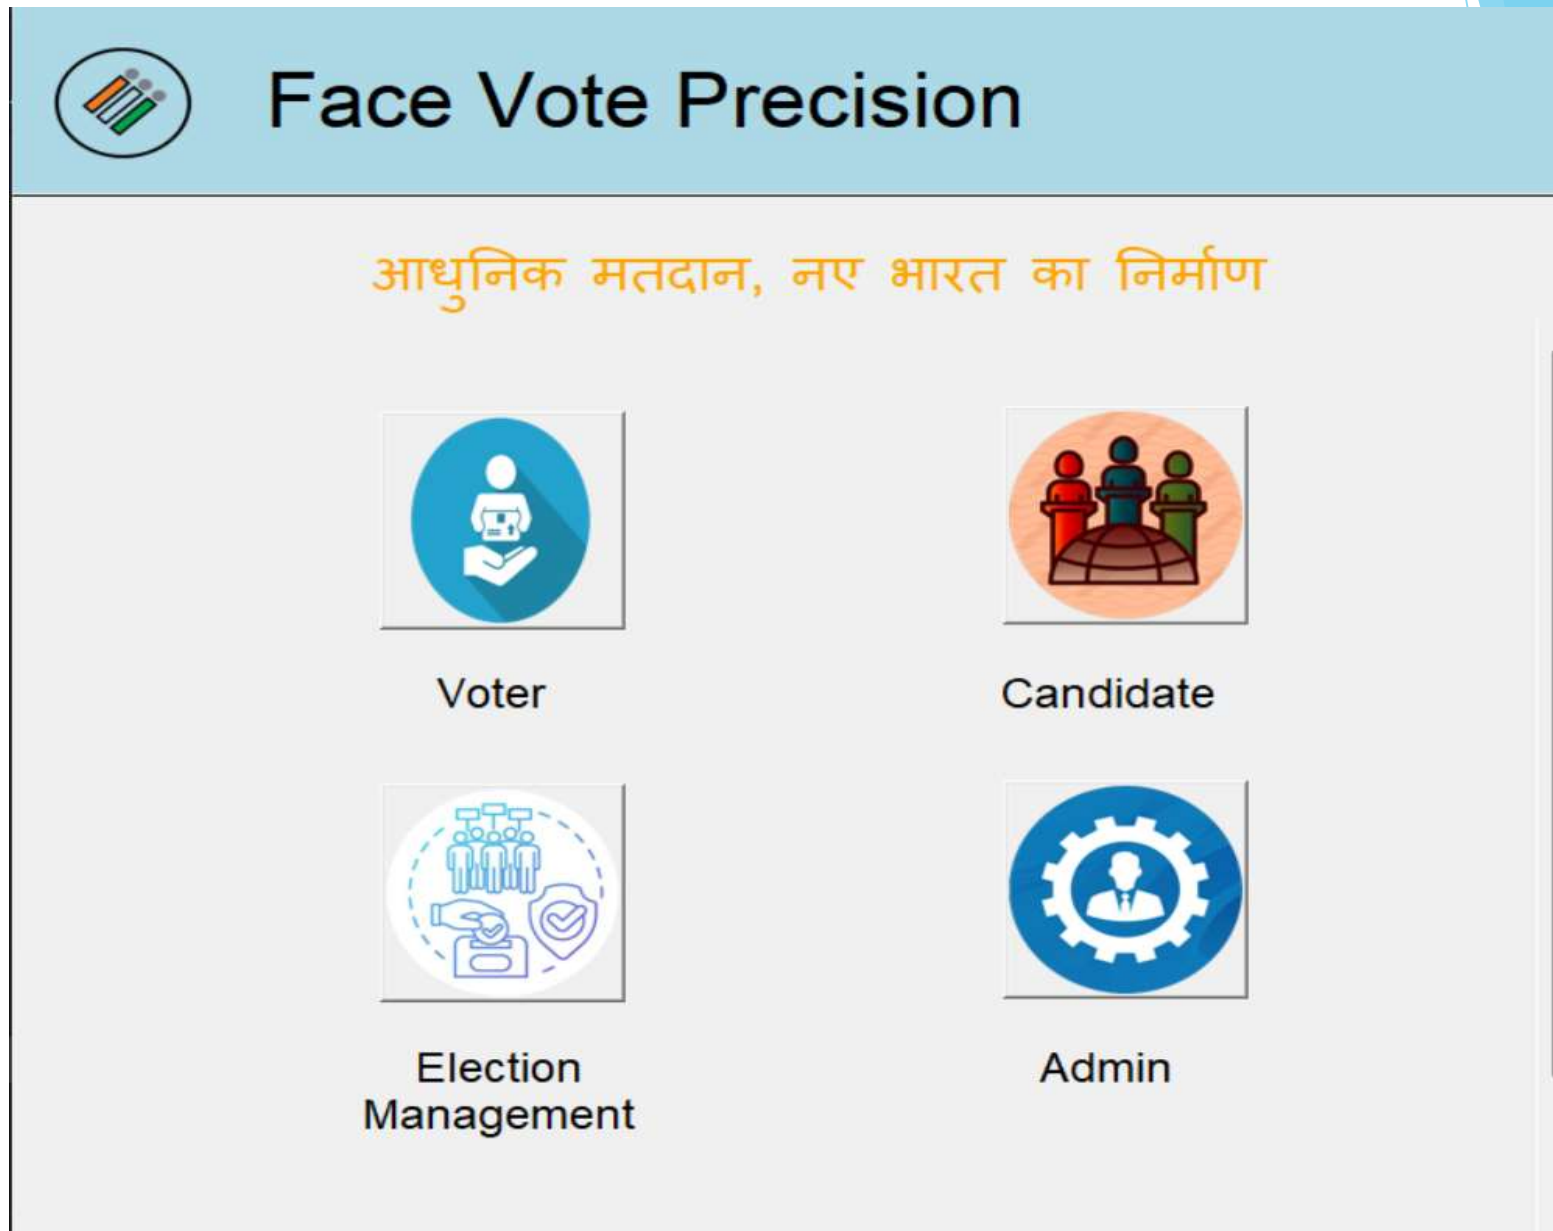 Face Vote Precision
आधुनिक मतदान, नए भारत का निर्माण
Voter
Candidate
Election
Management
Admin